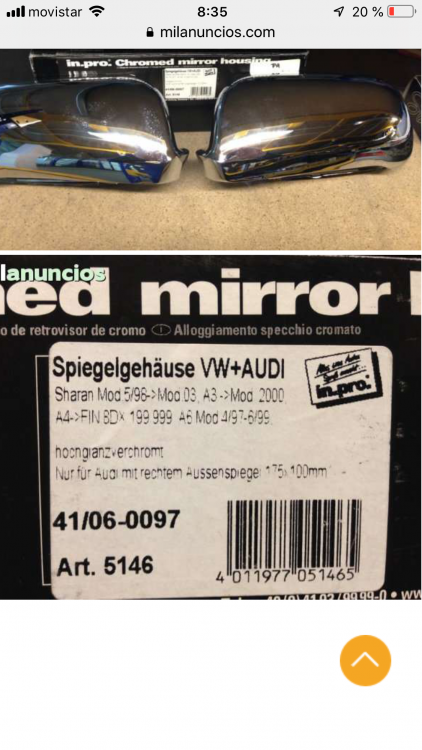 movistar 8:35 20 %
milanuncios.com
in.pro. Chromed mirror housing
lanuncios
ed mirror
o de retrovisor de cromo Alloggiamento specchio cromato
Spiegelgehäuse VW+AUDI
Sharan Mod.5/98->Mod.03, A3->Mod. 2000
A4->FIN 8DX 199 999 A6 Mod 4/97-6/99
in.pro.
hochglanzverchromt
Nur für Audi mit rechtem Aussenspiegel 175x100mm
41/06-0097
Art. 5146
4 011977 051465